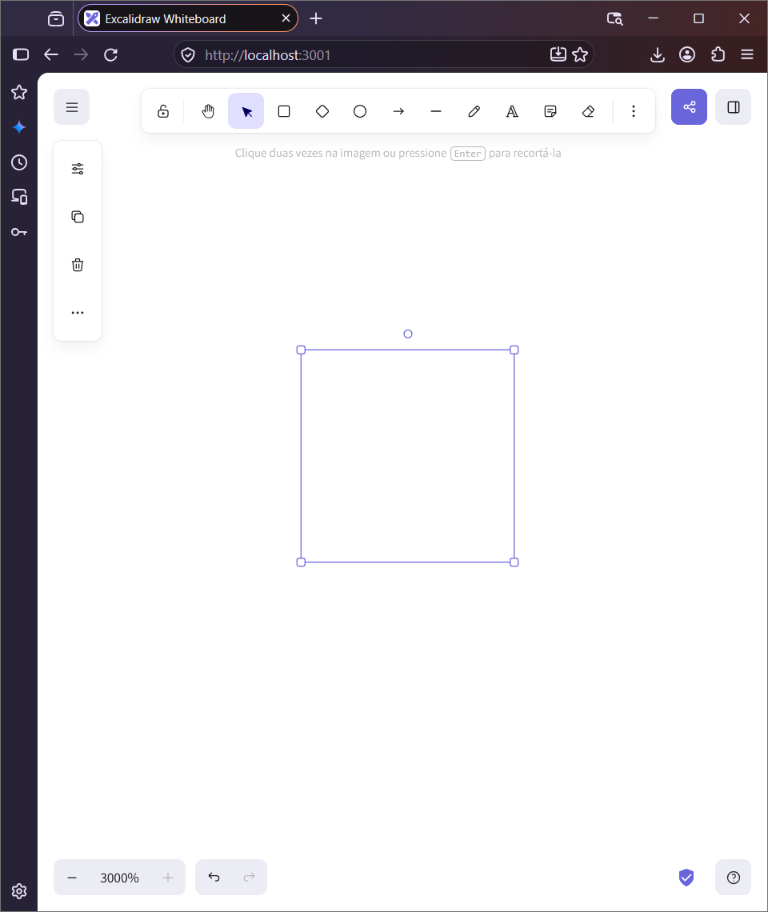 Excalidraw Whiteboard
http://localhost:3001
Clique duas vezes na imagem ou pressione Enter para recortá-la
3000%